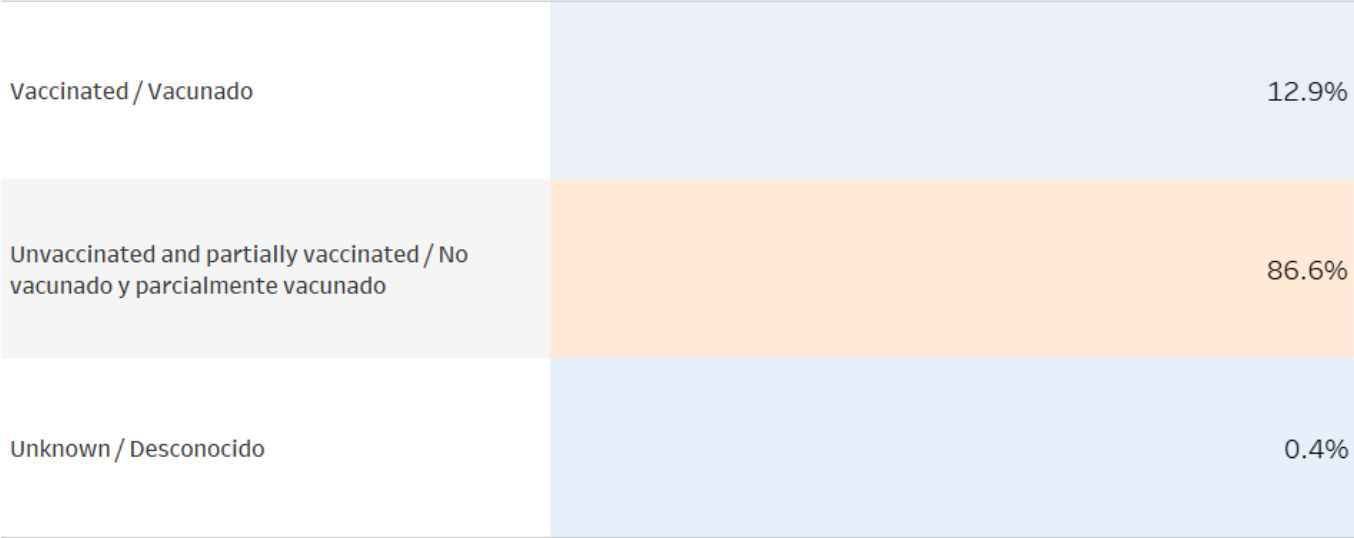 Vaccinated / Vacunado
12.9%
Unvaccinated and partially vaccinated / No
vacunado y parcialmente vacunado
86.6%
Unknown / Desconocido
0.4%